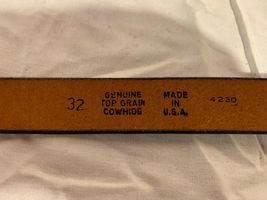 32
GENUINE
TOP GRAIN
COWHIDE
MADE
IN
U.S.A.
4230